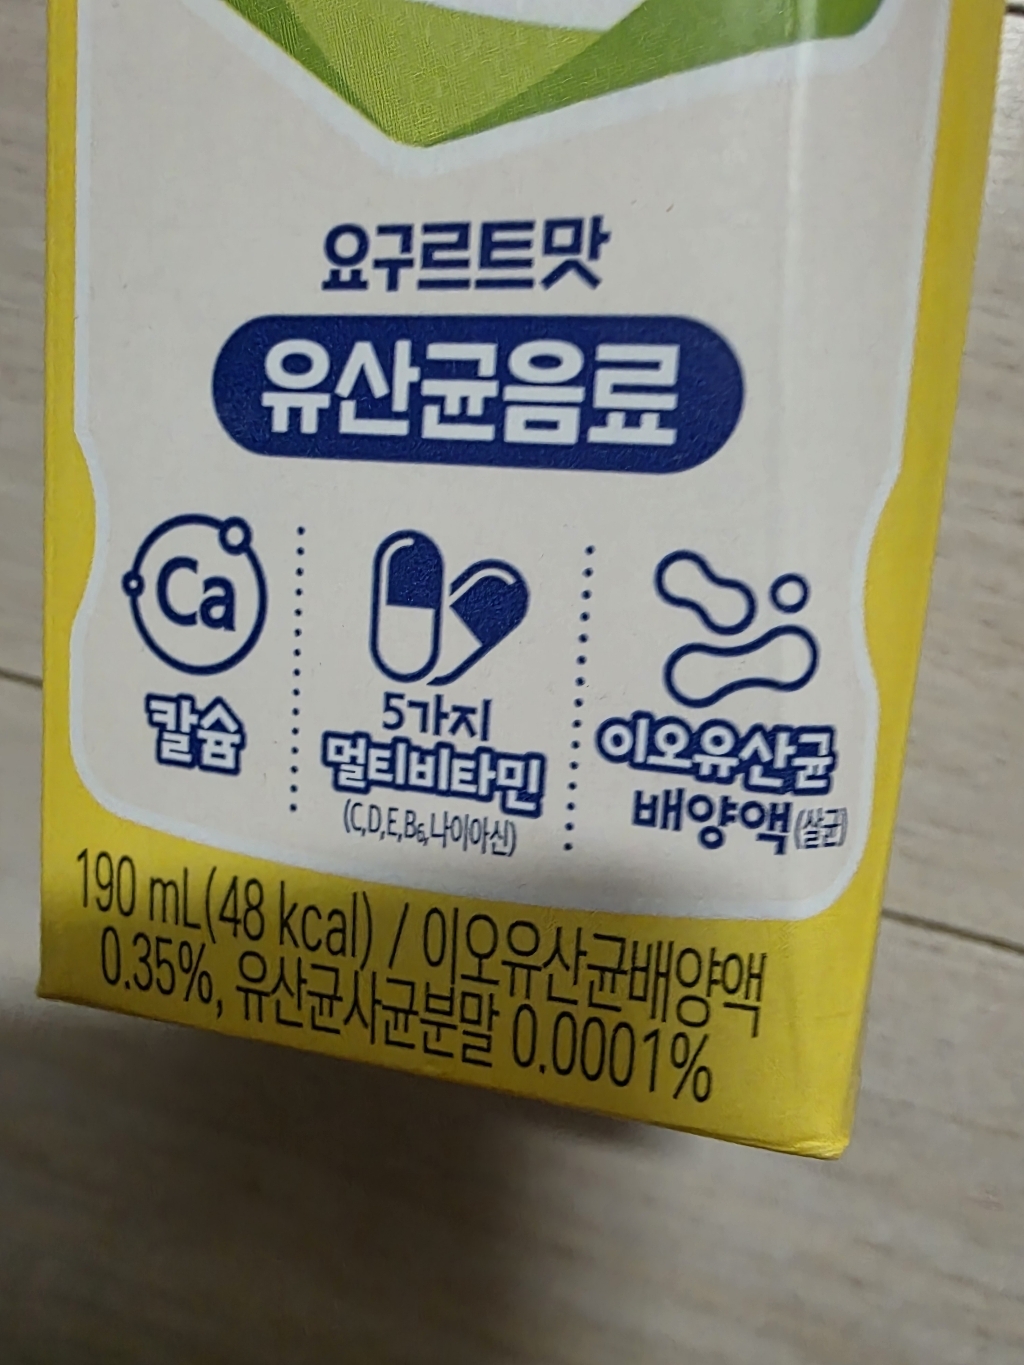 요구르트맛
유산균음료
Ca
칼슘
5가지
멀티비타민
(C,D,E,B₆,나이아신)
이오유산균
배양액(살균)
190 mL(48 kcal) / 이오유산균배양액
0.35%, 유산균사균분말 0.0001%